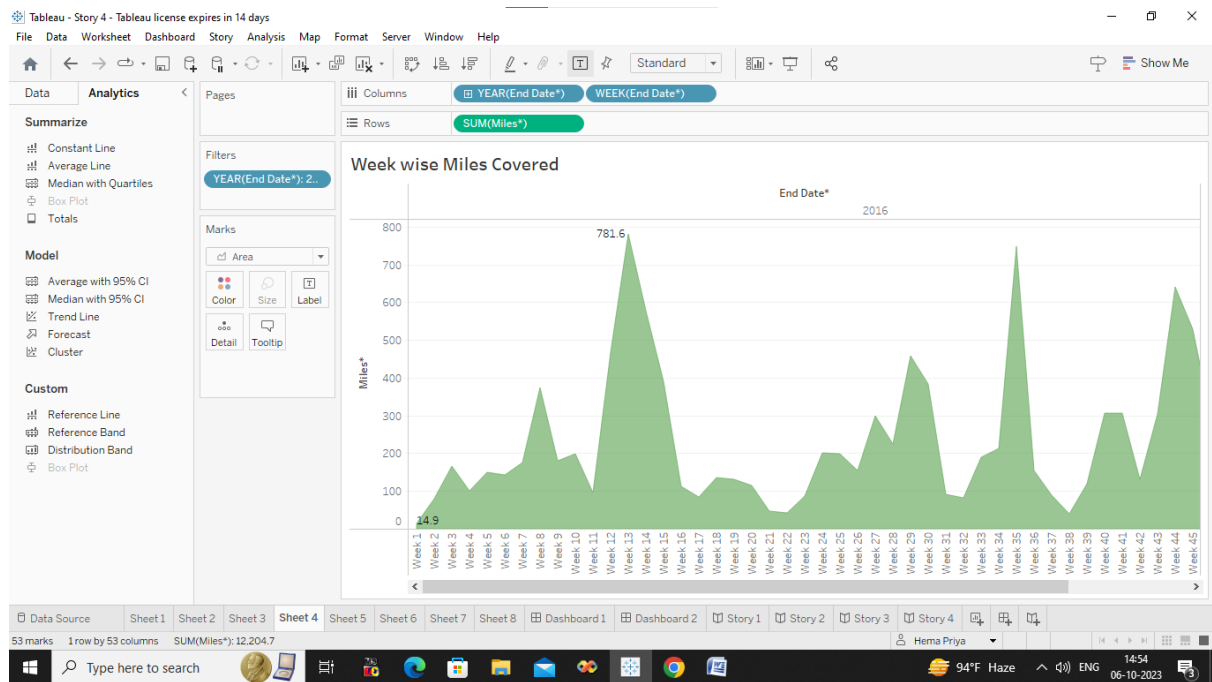 Tableau - Story 4 - Tableau license expires in 14 days
File Data Worksheet Dashboard Story Analysis Map Format Server Window Help
Standard Show Me
Data Analytics Pages iii Columns YEAR(End Date*) WEEK(End Date*)
Rows SUM(Miles*)
Summarize
Constant Line
Average Line
Median with Quartiles
Box Plot
Totals
Model
Average with 95% CI
Median with 95% CI
Trend Line
Forecast
Cluster
Custom
Reference Line
Reference Band
Distribution Band
Box Plot
Filters
YEAR(End Date*): 2..
Marks
Area
Color Size Label
Detail Tooltip
Week wise Miles Covered
End Date*
2016
800
700
600
500
400
300
200
100
0
Miles*
781.6
14.9
Week 1
Week 2
Week 3
Week 4
Week 5
Week 6
Week 7
Week 8
Week 9
Week 10
Week 11
Week 12
Week 13
Week 14
Week 15
Week 16
Week 17
Week 18
Week 19
Week 20
Week 21
Week 22
Week 23
Week 24
Week 25
Week 26
Week 27
Week 28
Week 29
Week 30
Week 31
Week 32
Week 33
Week 34
Week 35
Week 36
Week 37
Week 38
Week 39
Week 40
Week 41
Week 42
Week 43
Week 44
Week 45
Data Source Sheet 1 Sheet 2 Sheet 3 Sheet 4 Sheet 5 Sheet 6 Sheet 7 Sheet 8 Dashboard 1 Dashboard 2 Story 1 Story 2 Story 3 Story 4
53 marks 1 row by 53 columns SUM(Miles*): 12,204.7 Hema Priya
Type here to search 94°F Haze ENG 14:54
06-10-2023 3